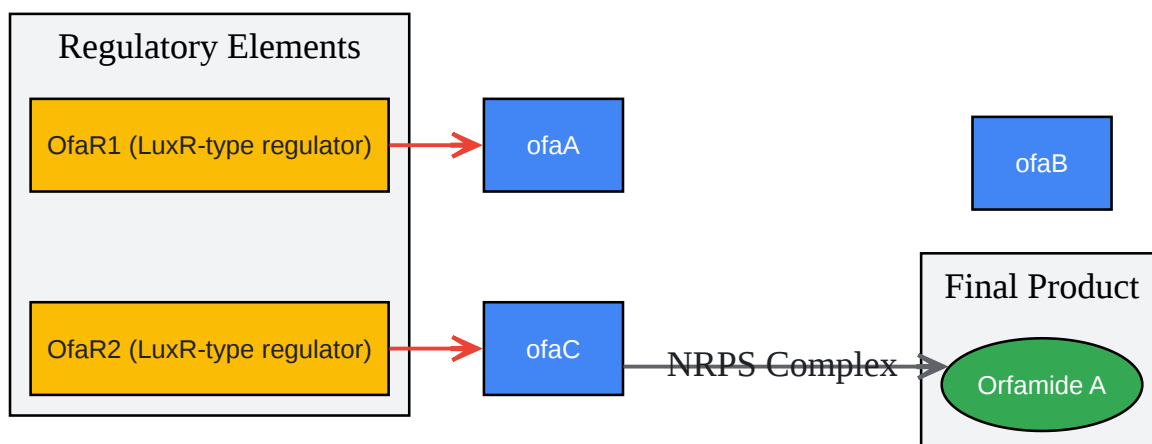 Regulatory Elements
OfaR1 (LuxR-type regulator)
ofaA
ofaB
OfaR2 (LuxR-type regulator)
ofaC
NRPS Complex
Final Product
Orfamide A